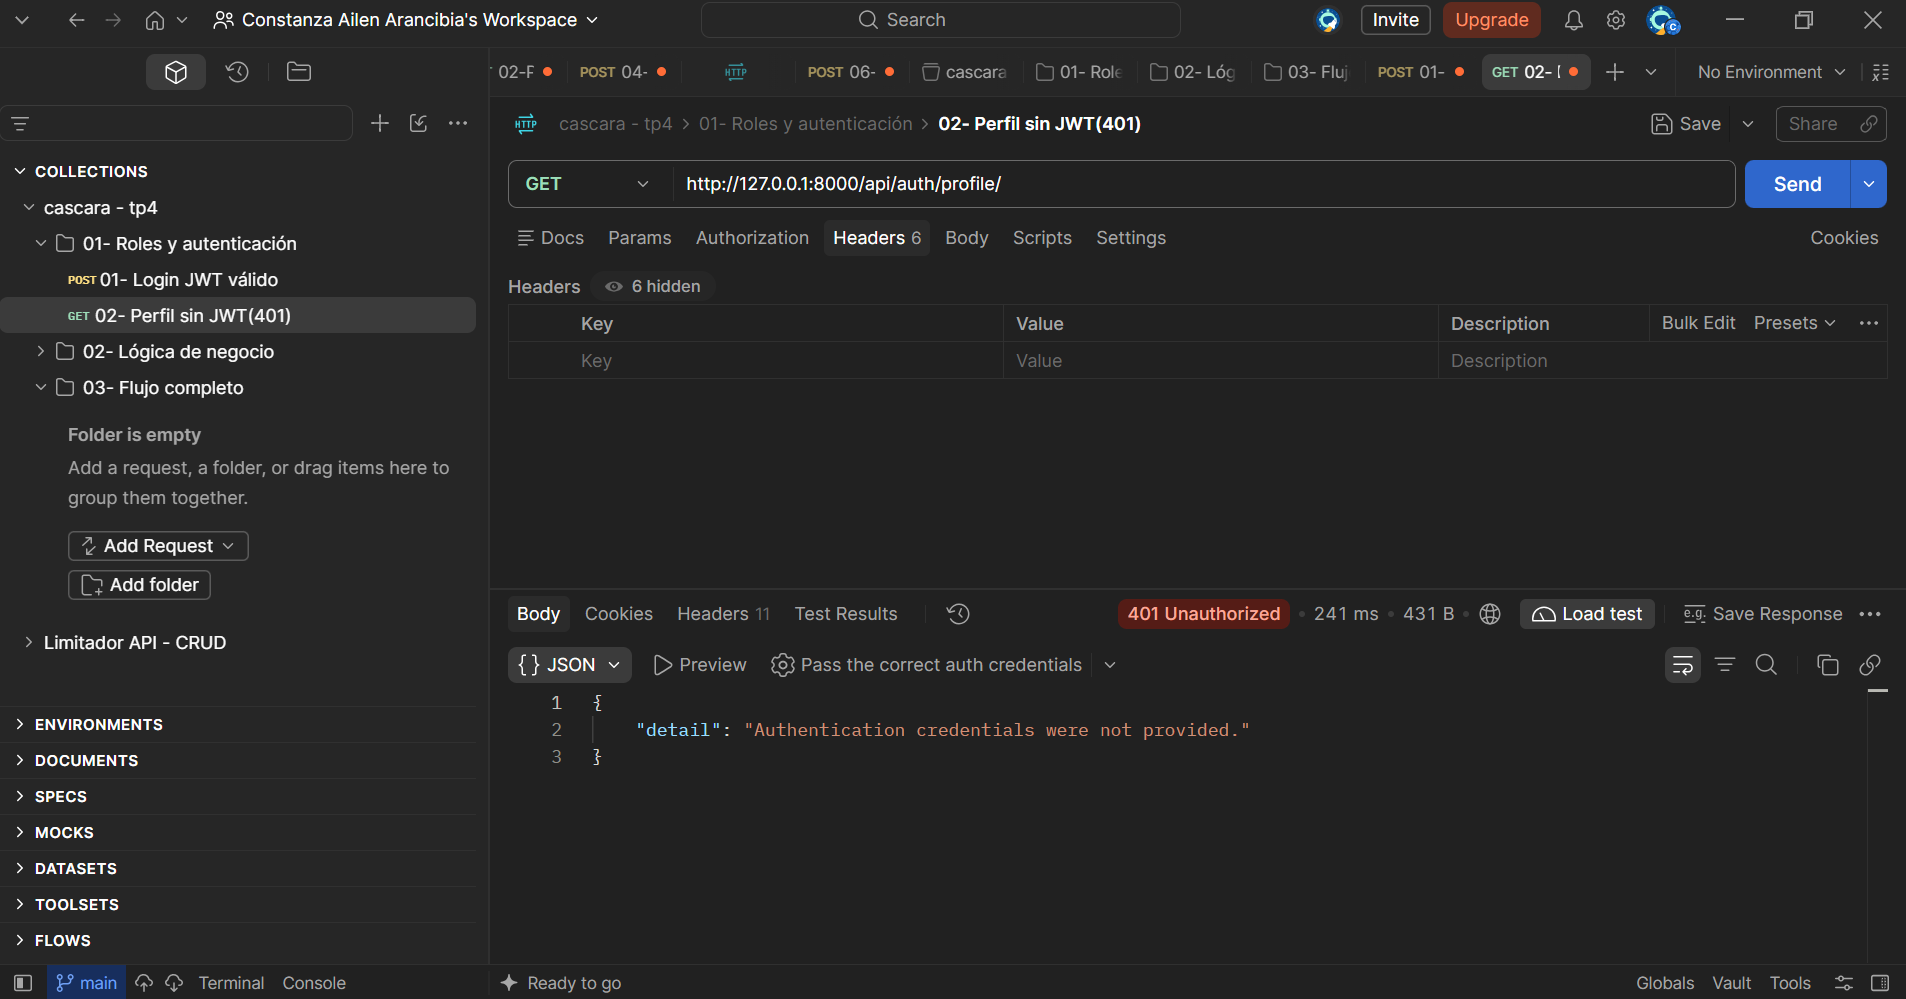 Constanza Ailen Arancibia's Workspace
Search
Invite
Upgrade
02-F
POST 04-
HTTP
POST 06-
cascara
01- Role
02- Lóg
03- Fluj
POST 01-
GET 02-
No Environment
HTTP
cascara - tp4 > 01- Roles y autenticación > 02- Perfil sin JWT(401)
Save
Share
COLLECTIONS
cascara - tp4
01- Roles y autenticación
POST 01- Login JWT válido
GET 02- Perfil sin JWT(401)
02- Lógica de negocio
03- Flujo completo
Folder is empty
Add a request, a folder, or drag items here to
group them together.
Add Request
Add folder
Limitador API - CRUD
ENVIRONMENTS
DOCUMENTS
SPECS
MOCKS
DATASETS
TOOLSETS
FLOWS
GET
http://127.0.0.1:8000/api/auth/profile/
Send
Docs
Params
Authorization
Headers 6
Body
Scripts
Settings
Cookies
Headers
6 hidden
Key
Value
Description
Bulk Edit
Presets
Key
Value
Description
Body
Cookies
Headers 11
Test Results
401 Unauthorized
241 ms
431 B
Load test
e.g. Save Response
{} JSON
Preview
Pass the correct auth credentials
1 {
2 "detail": "Authentication credentials were not provided."
3 }
main
Terminal
Console
Ready to go
Globals
Vault
Tools